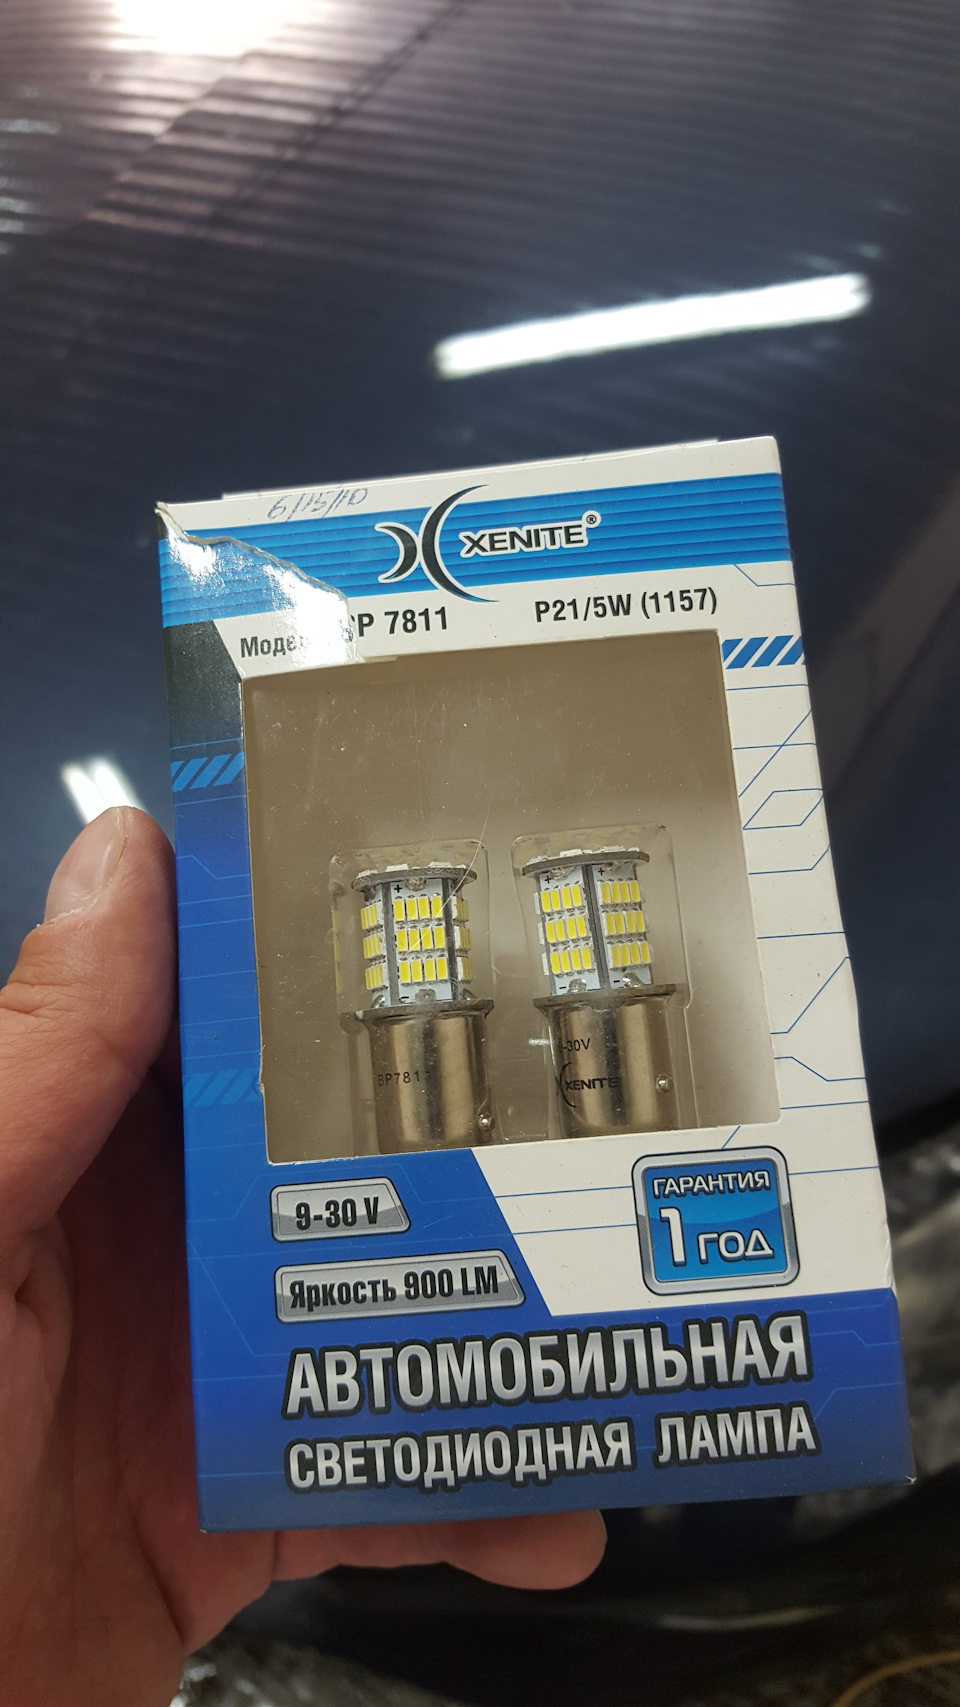 XENITE®
P 7811
P21/5W (1157)
+
+
-
-
BP7811
-30V
XENITE
9-30 V
Яркость 900 LM
ГАРАНТИЯ
1 ГОД
АВТОМОБИЛЬНАЯ
СВЕТОДИОДНАЯ ЛАМПА